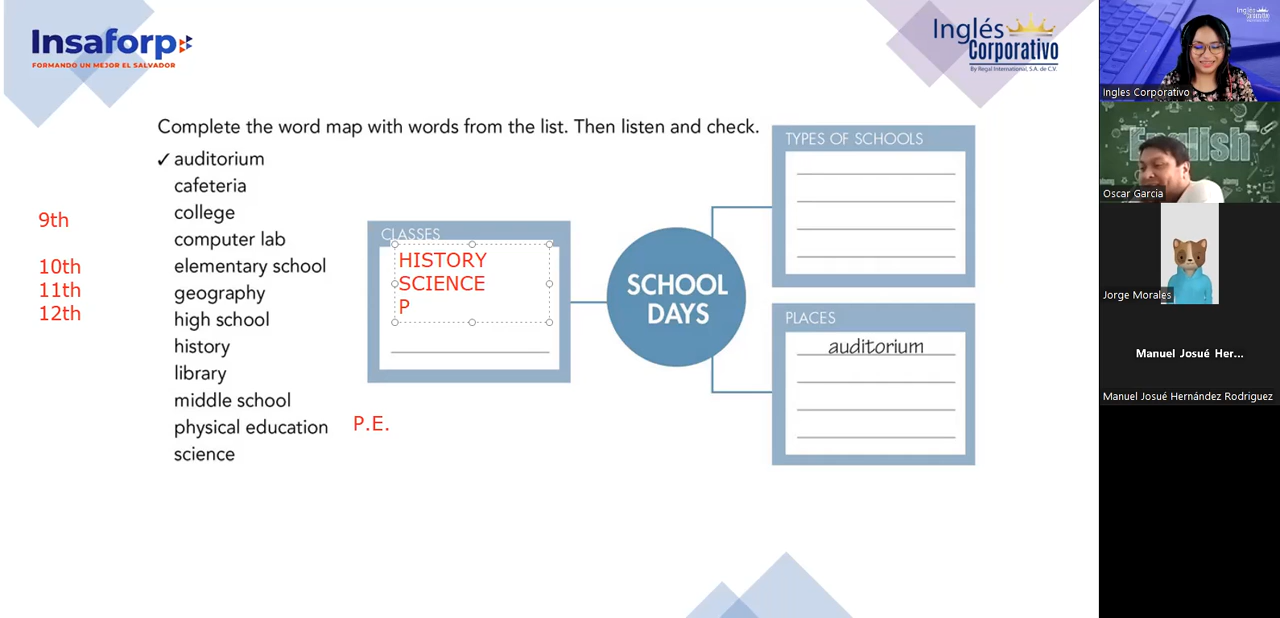 Insaforp
FORMANDO UN MEJOR EL SALVADOR
Inglés
Corporativo
By Regal International, S.A. de C.V.
Complete the word map with words from the list. Then listen and check.
✓ auditorium
cafeteria
college
computer lab
elementary school
geography
high school
history
library
middle school
physical education
science
9th
10th
11th
12th
P.E.
CLASSES
HISTORY
SCIENCE
P
SCHOOL
DAYS
TYPES OF SCHOOLS
PLACES
auditorium
Inglés
Ingles Corporativo
English
Oscar Garcia
Jorge Morales
Manuel Josué Her...
Manuel Josué Hernández Rodriguez